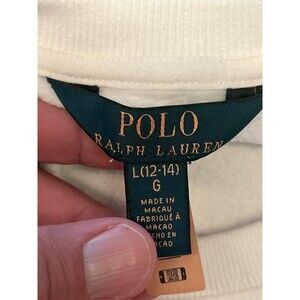 POLO
RALPH LAUREN
L(12-14)
G
MADE IN
MACAU
FABRIQUÉ À
MACAO
HECHO EN
MACAO